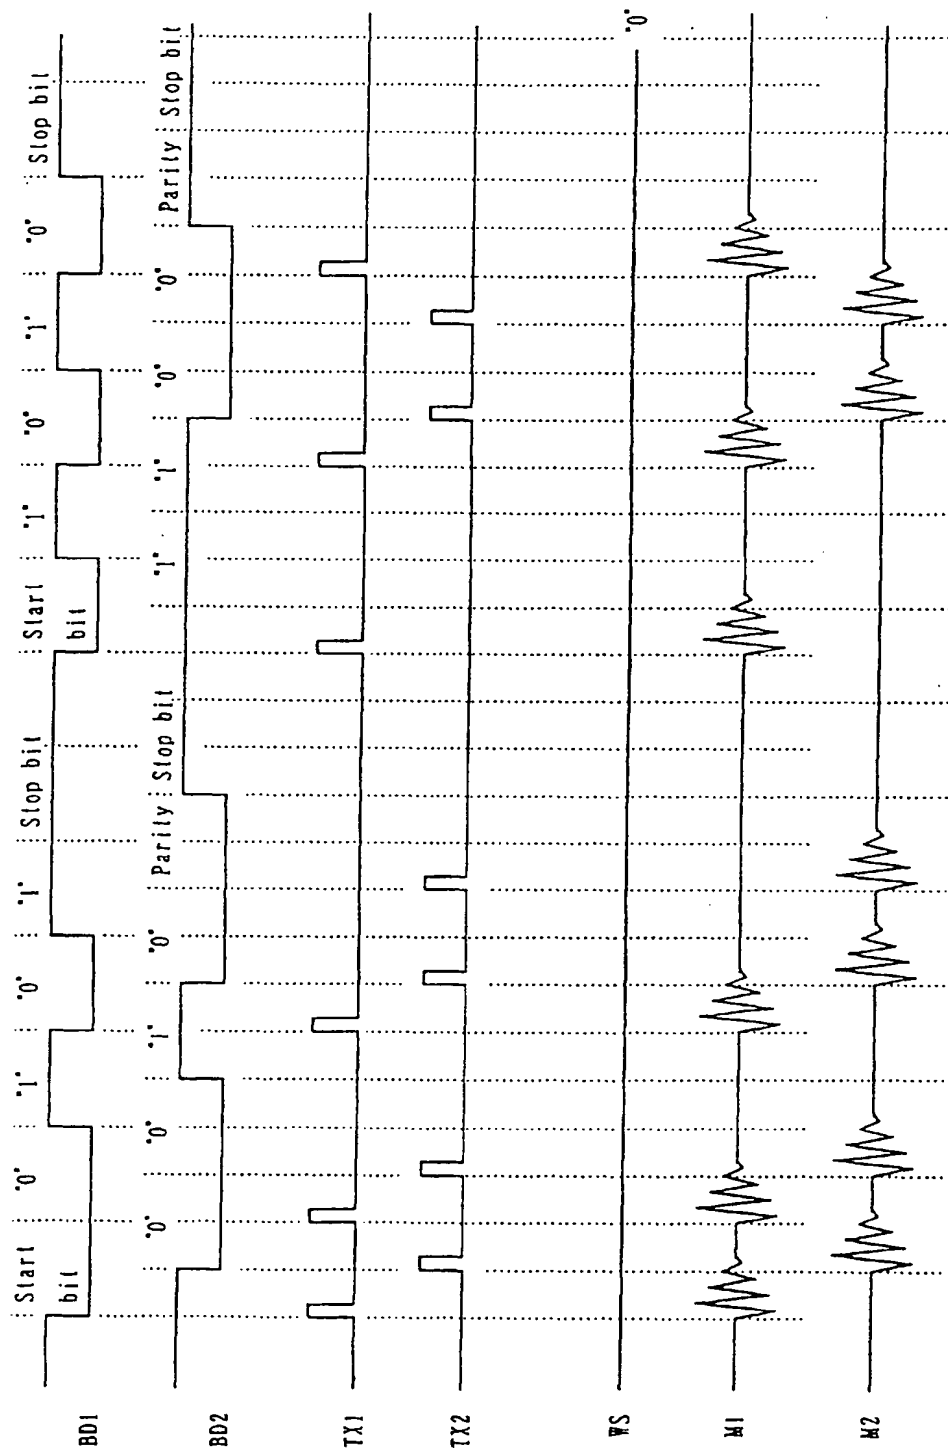 BD1 Start bit "0" "1" "0" "1" Stop bit Start bit "1" "0" "1" "0" Stop bit
BD2 "0" "0" "1" "0" Parity Stop bit "1" "1" "0" "0" Parity Stop bit
TX1
TX2
WS "0"
M1
M2